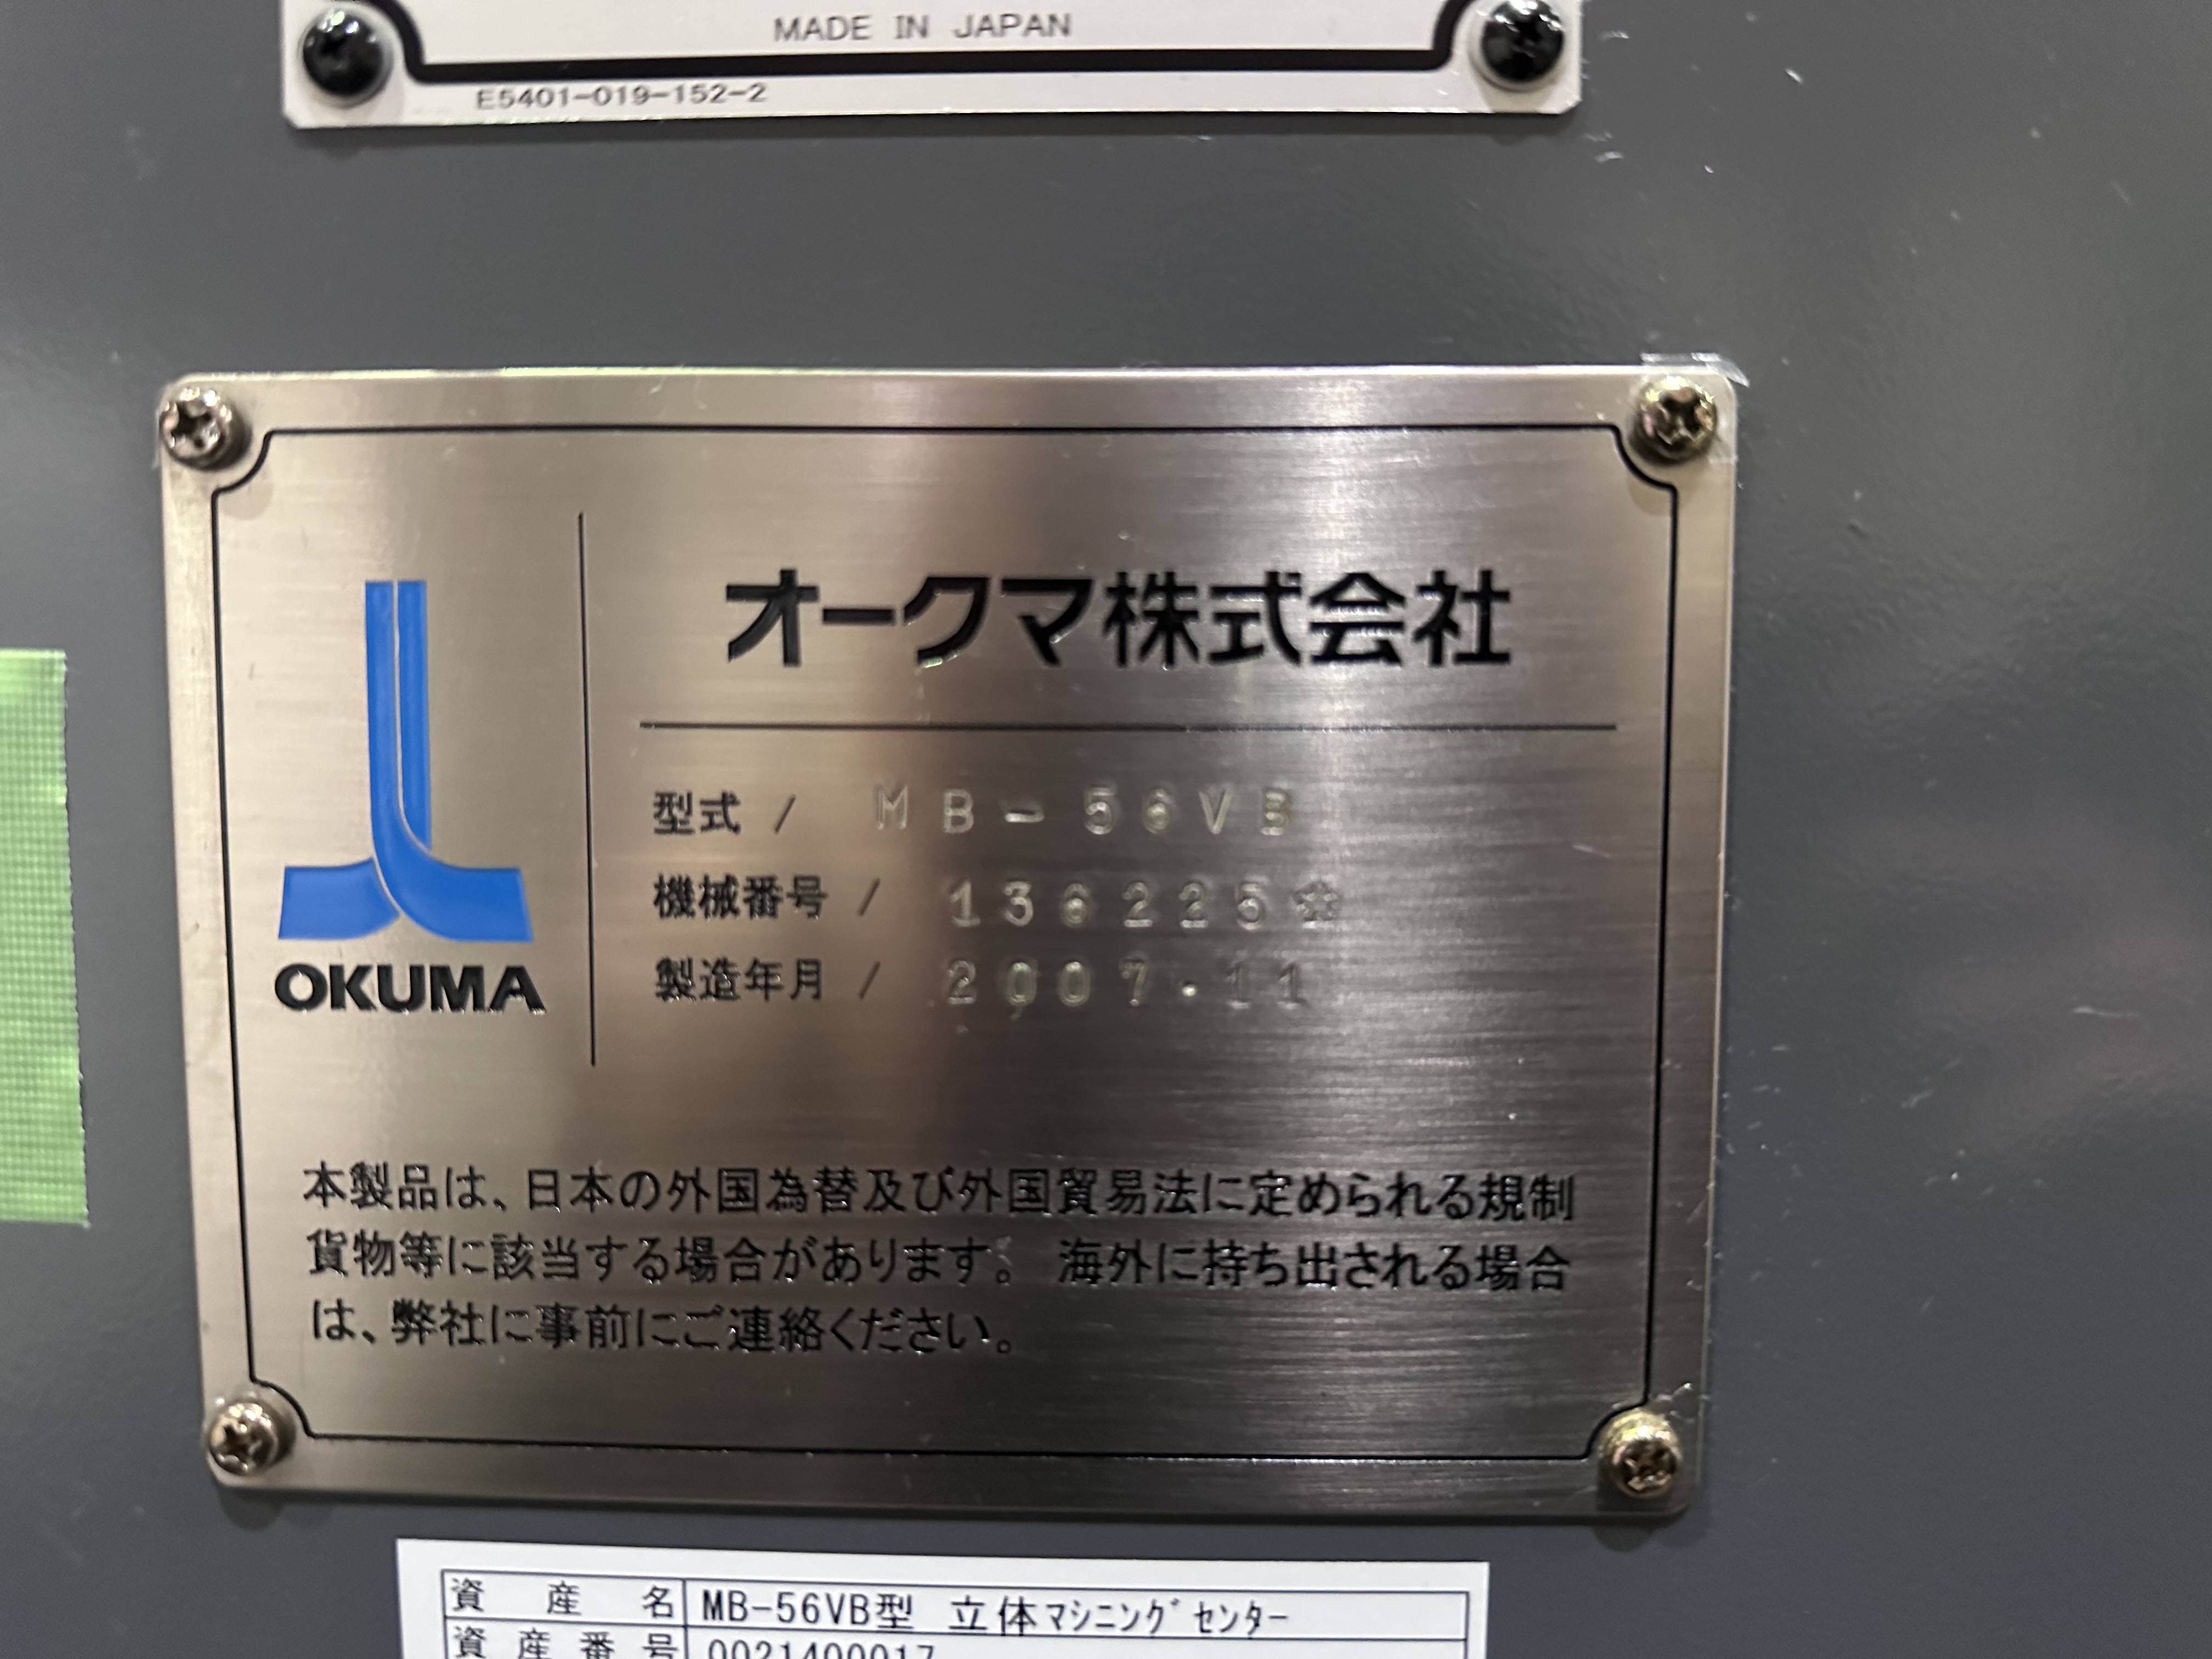 MADE IN JAPAN
E5401-019-152-2
オークマ株式会社
型式 / MB-56VB
機械番号 / 136225*
製造年月 / 2007.11
OKUMA
本製品は、日本の外国為替及び外国貿易法に定められる規制
貨物等に該当する場合があります。 海外に持ち出される場合
は、弊社に事前にご連絡ください。
資産名 MB-56VB型 立体マシニングセンター
資産番号 0021400017